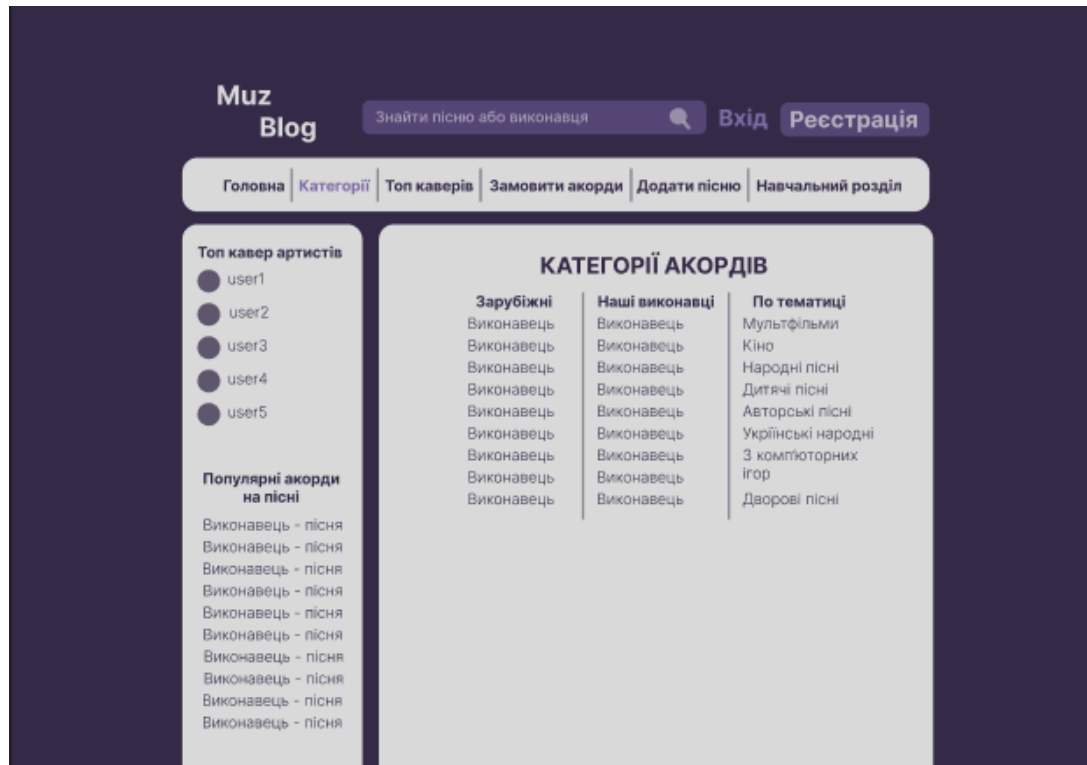 Muz
Blog
Знайти пісню або виконавця
Вхід
Реєстрація
Головна
Категорії
Топ каверів
Замовити акорди
Додати пісню
Навчальний розділ
Топ кавер артистів
user1
user2
user3
user4
user5
Популярні акорди
на пісні
Виконавець - пісня
Виконавець - пісня
Виконавець - пісня
Виконавець - пісня
Виконавець - пісня
Виконавець - пісня
Виконавець - пісня
Виконавець - пісня
Виконавець - пісня
Виконавець - пісня
КАТЕГОРІЇ АКОРДІВ
Зарубіжні
Виконавець
Виконавець
Виконавець
Виконавець
Виконавець
Виконавець
Виконавець
Виконавець
Виконавець
Наші виконавці
Виконавець
Виконавець
Виконавець
Виконавець
Виконавець
Виконавець
Виконавець
Виконавець
Виконавець
По тематиці
Мультфільми
Кіно
Народні пісні
Дитячі пісні
Авторські пісні
Укріїнські народні
З комп'юторних
ігор
Дворові пісні